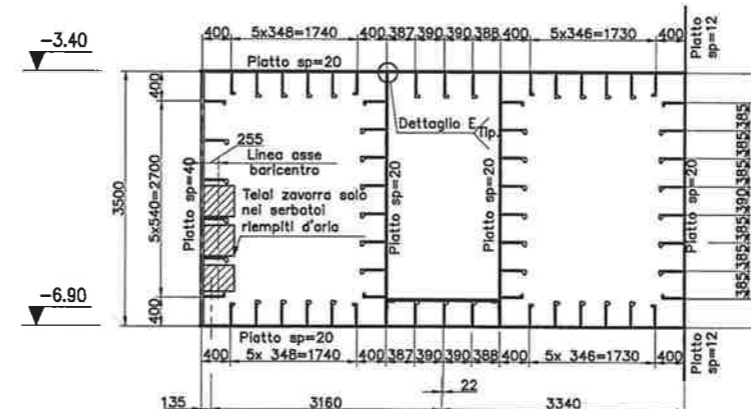 400 5x348=1740 400 387 390 390 388 400 5x346=1730 400
Piatto sp=12
-3.40
Piatto sp=20
400
Dettaglio E
Tip.
255
Linea asse
baricentro
Telai zavorra solo
nei serbatoi
riempiti d'aria
Piatto sp=40
Piatto sp=20
Piatto sp=20
Piatto sp=20
3500
5x540=2700
385 385 385 390 385 385 385
-6.90
400
Piatto sp=20
400 5x 348=1740 400 387 390 390 388 400 5x 346=1730 400
Piatto sp=12
22
135 3160 3340